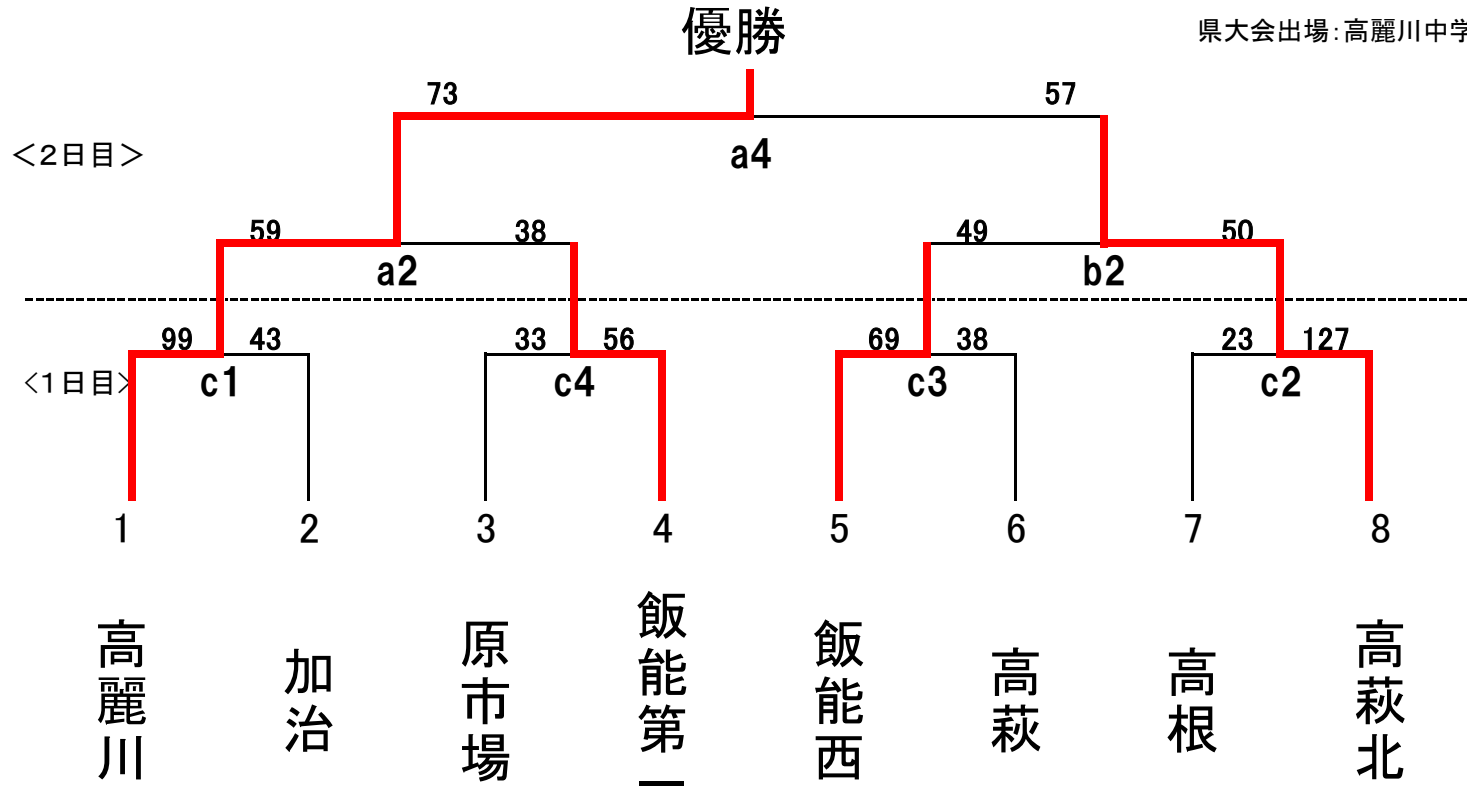 優勝
県大会出場：高麗川中学
73 57
＜２日目＞
a4
59 38 49 50
a2 b2
99 43 33 56 69 38 23 127
<１日目>
c1 c4 c3 c2
1 2 3 4 5 6 7 8
高麗川
加治
原市場
飯能第一
飯能西
高萩
高根
高萩北